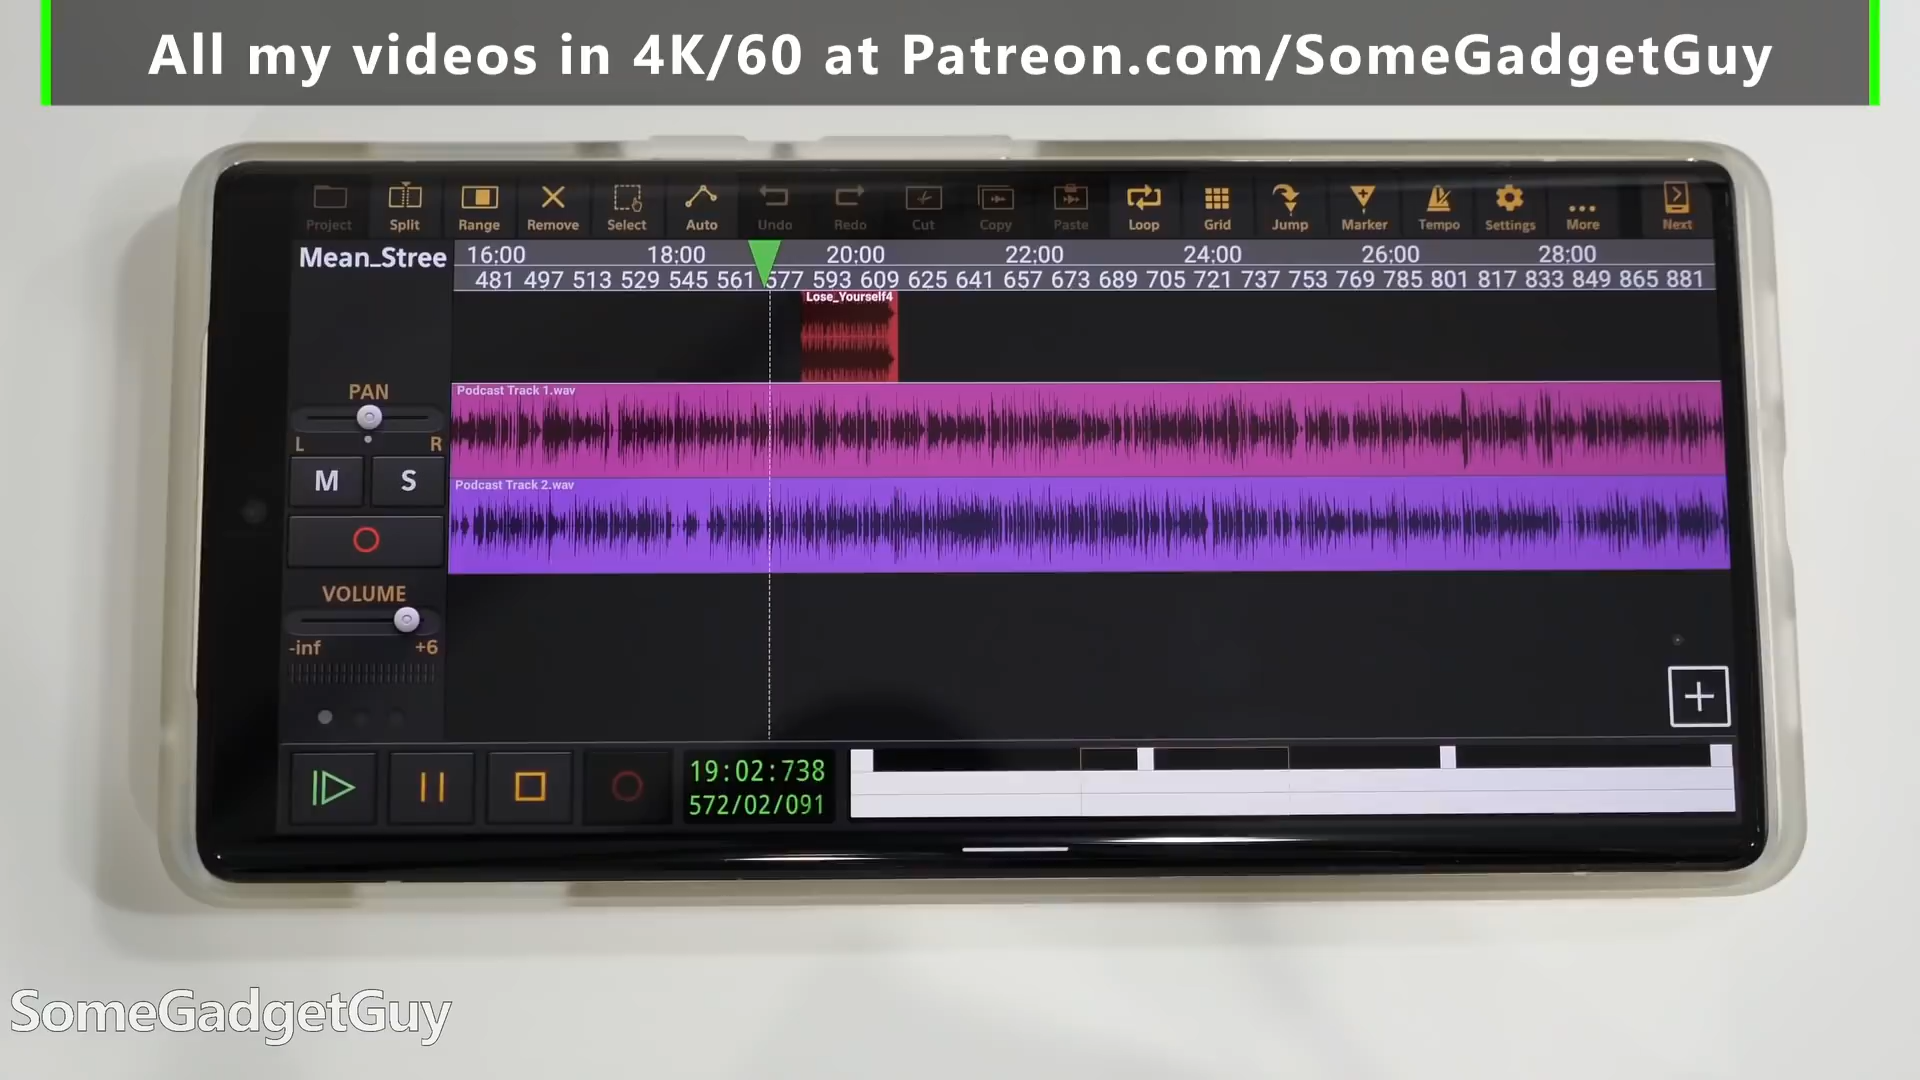 All my videos in 4K/60 at Patreon.com/SomeGadgetGuy
Project Split Range Remove Select Auto Undo Redo Cut Copy Paste Loop Grid Jump Marker Tempo Settings More Next
Mean_Stree 16:00 18:00 20:00 22:00 24:00 26:00 28:00
481 497 513 529 545 561 577 593 609 625 641 657 673 689 705 721 737 753 769 785 801 817 833 849 865 881
Lose_Yourself4
PAN
Podcast Track 1.wav
L R
M S
Podcast Track 2.wav
VOLUME
-inf +6
19:02:738
572/02/091
SomeGadgetGuy